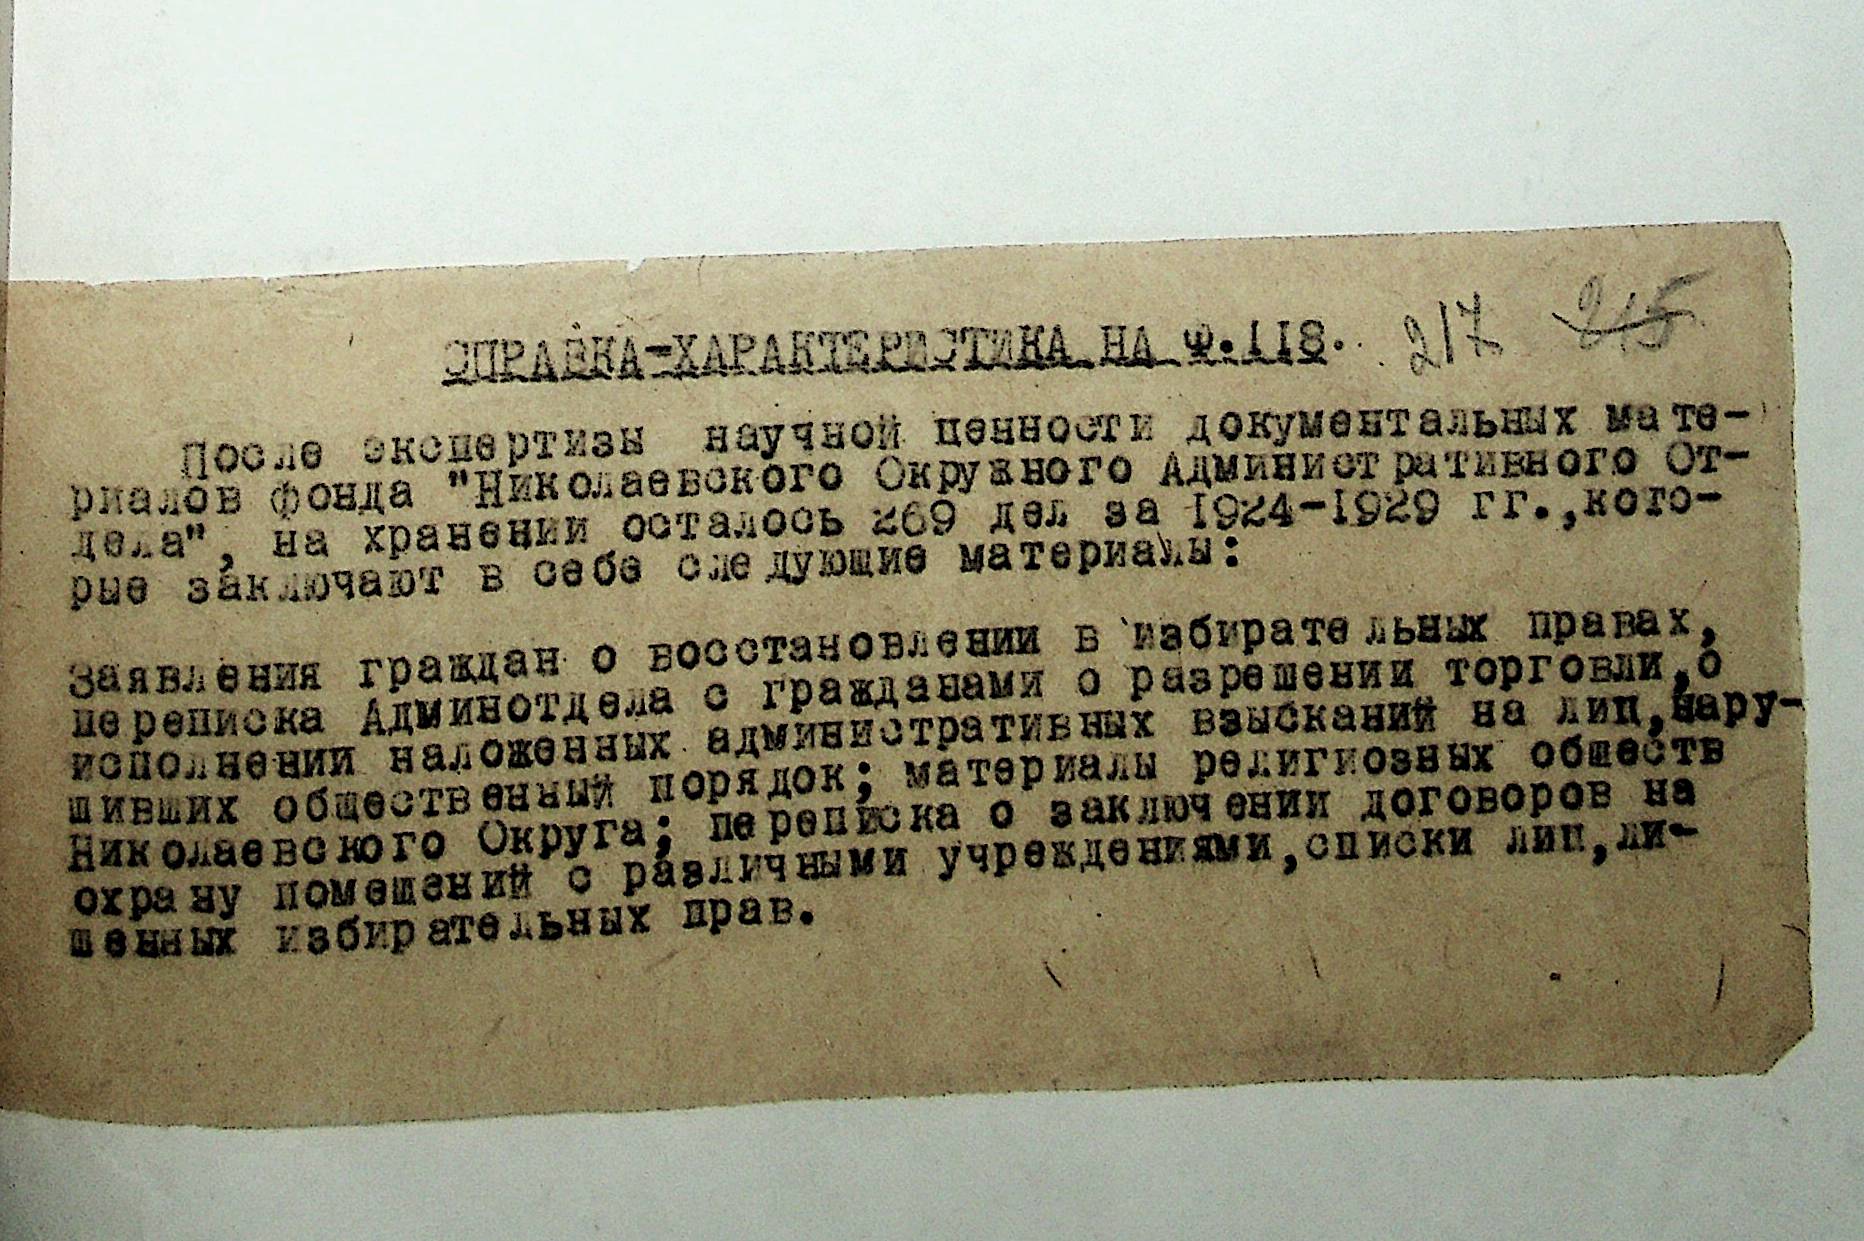 СПРАВКА-ХАРАКТЕРИСТИКА НА Ф.118. 217 215
После экспертизы научной ценности документальных мате-
риалов фонда "Николаевского Окружного Административного От-
дела", на хранении осталось 269 дел за 1924-1929 гг.,кото-
рые заключают в себе следующие материалы:
Заявления граждан о восстановлении в избирательных правах,
переписка Админотдела с гражданами о разрешении торговли,о
исполнении наложенных административных взысканий на лиц,нару-
шивших общественный порядок; материалы религиозных обществ
Николаевского Округа; переписка о заключении договоров на
охрану помещений с различными учреждениями,списки лиц,ли-
шенных избирательных прав.